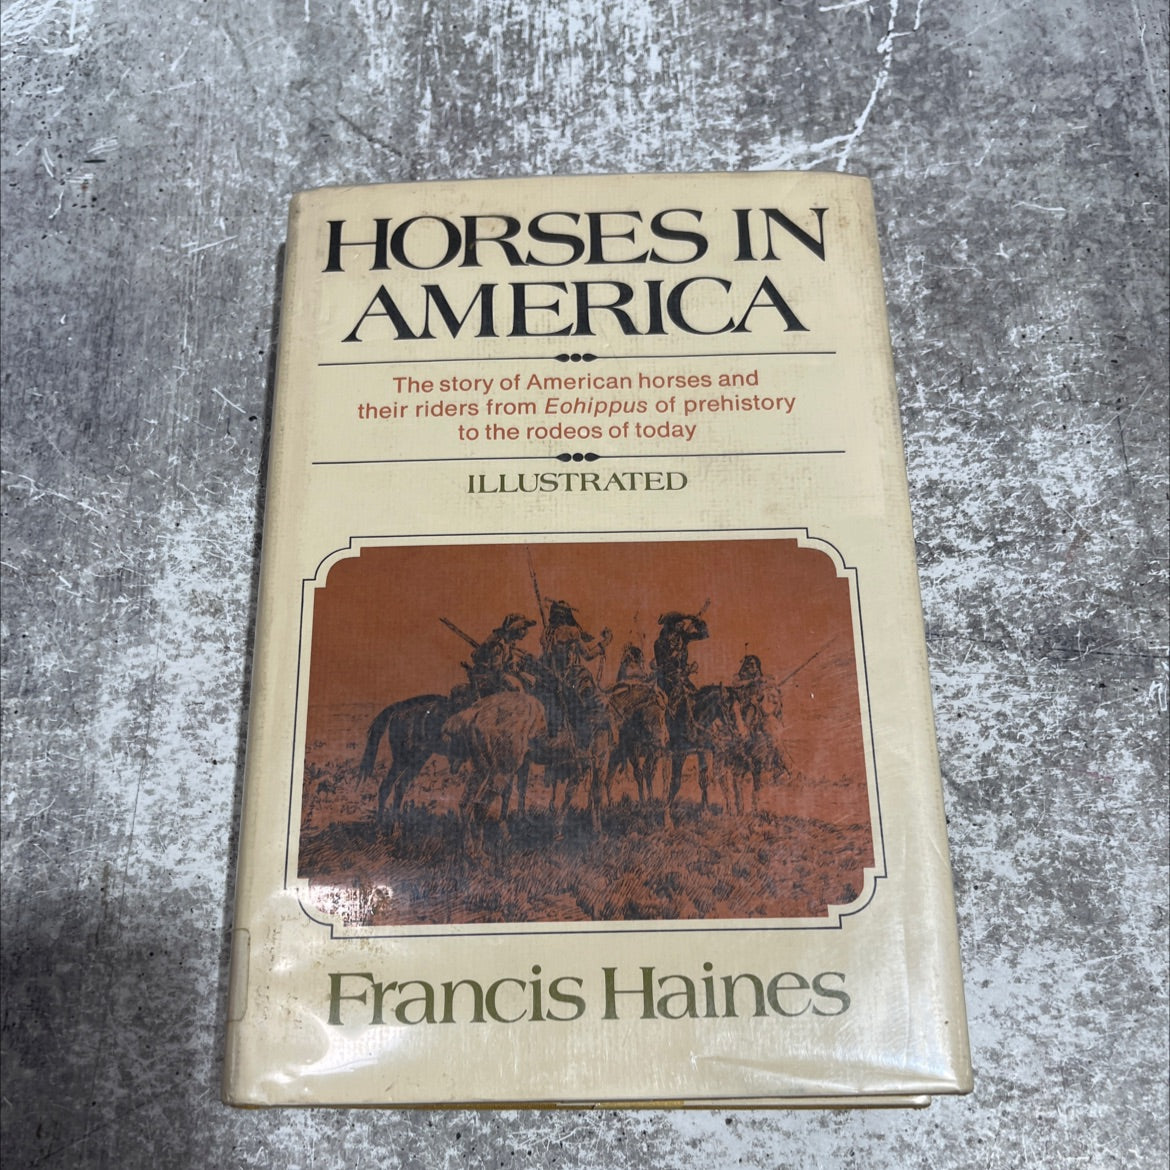 HORSES IN
AMERICA
The story of American horses and
their riders from Eohippus of prehistory
to the rodeos of today
ILLUSTRATED
Francis Haines